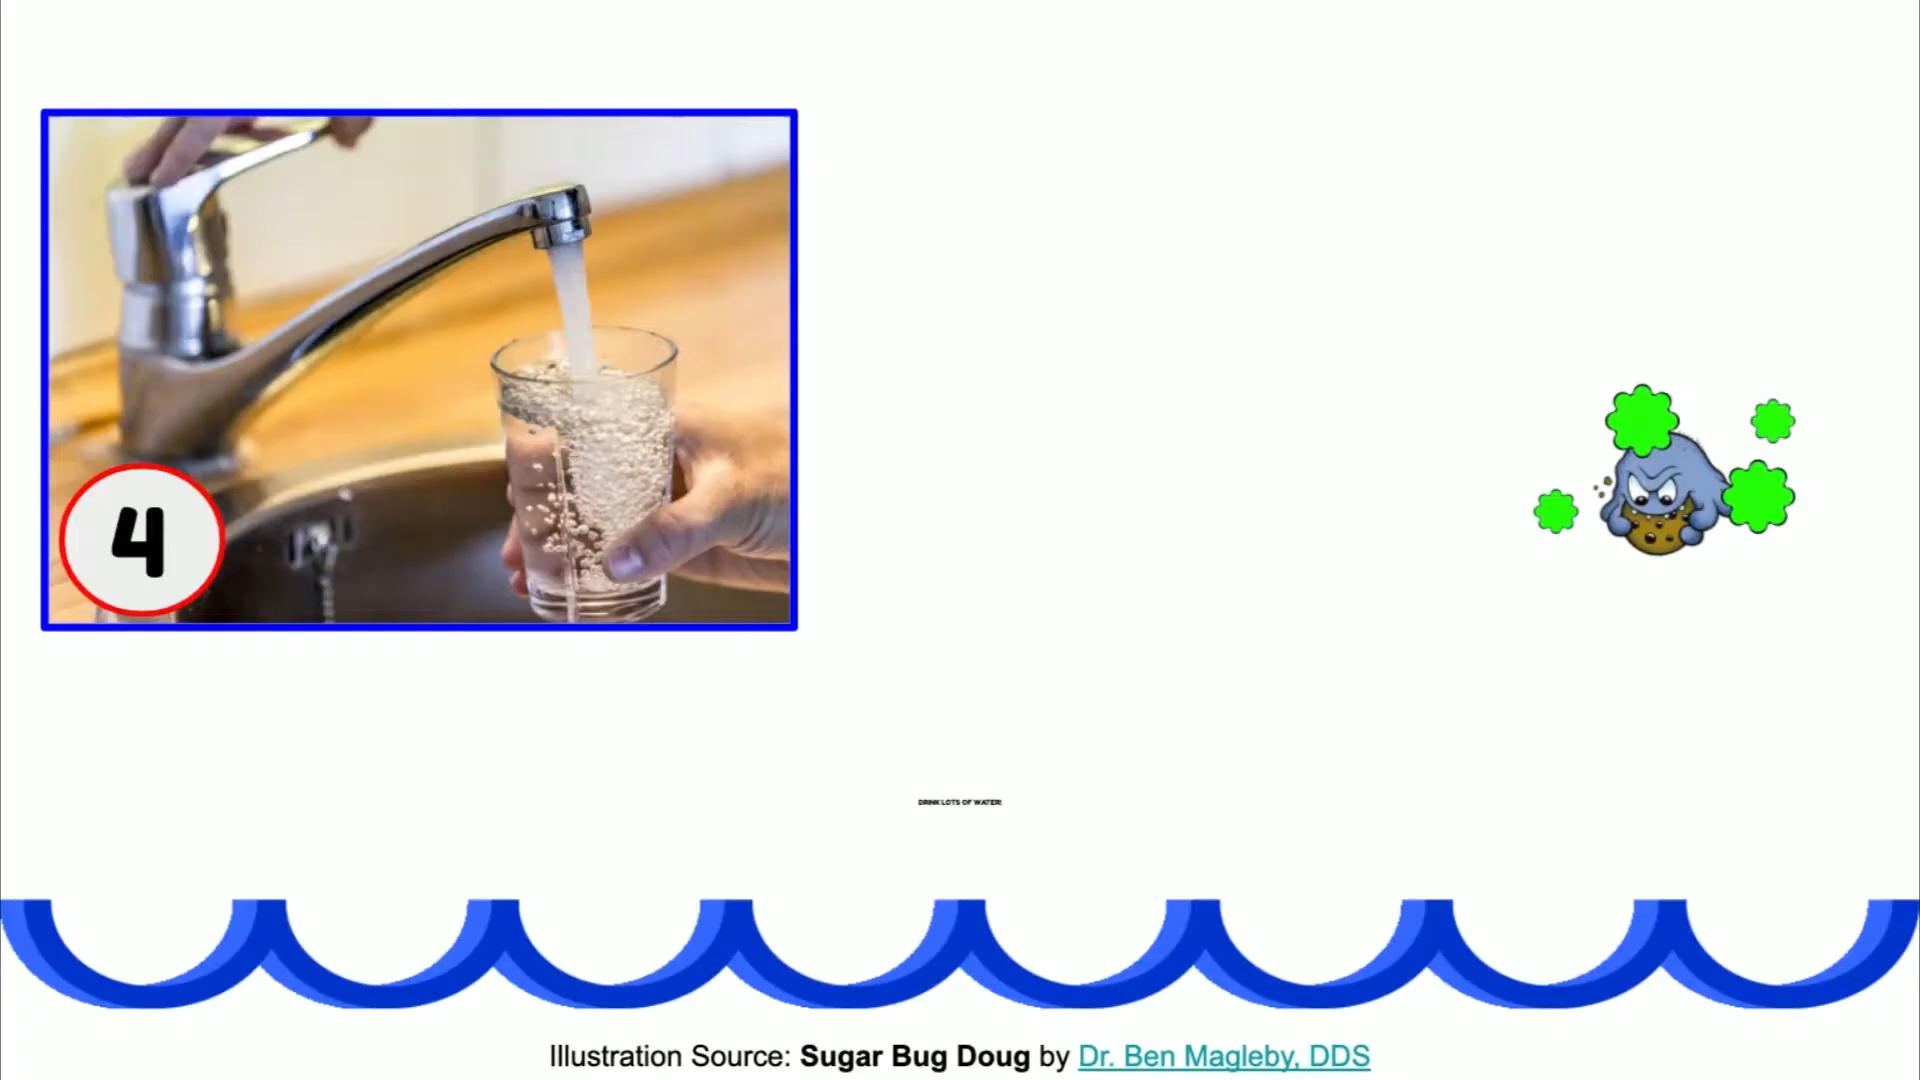 4
DRINK LOTS OF WATER!
Illustration Source: Sugar Bug Doug by Dr. Ben Magleby, DDS